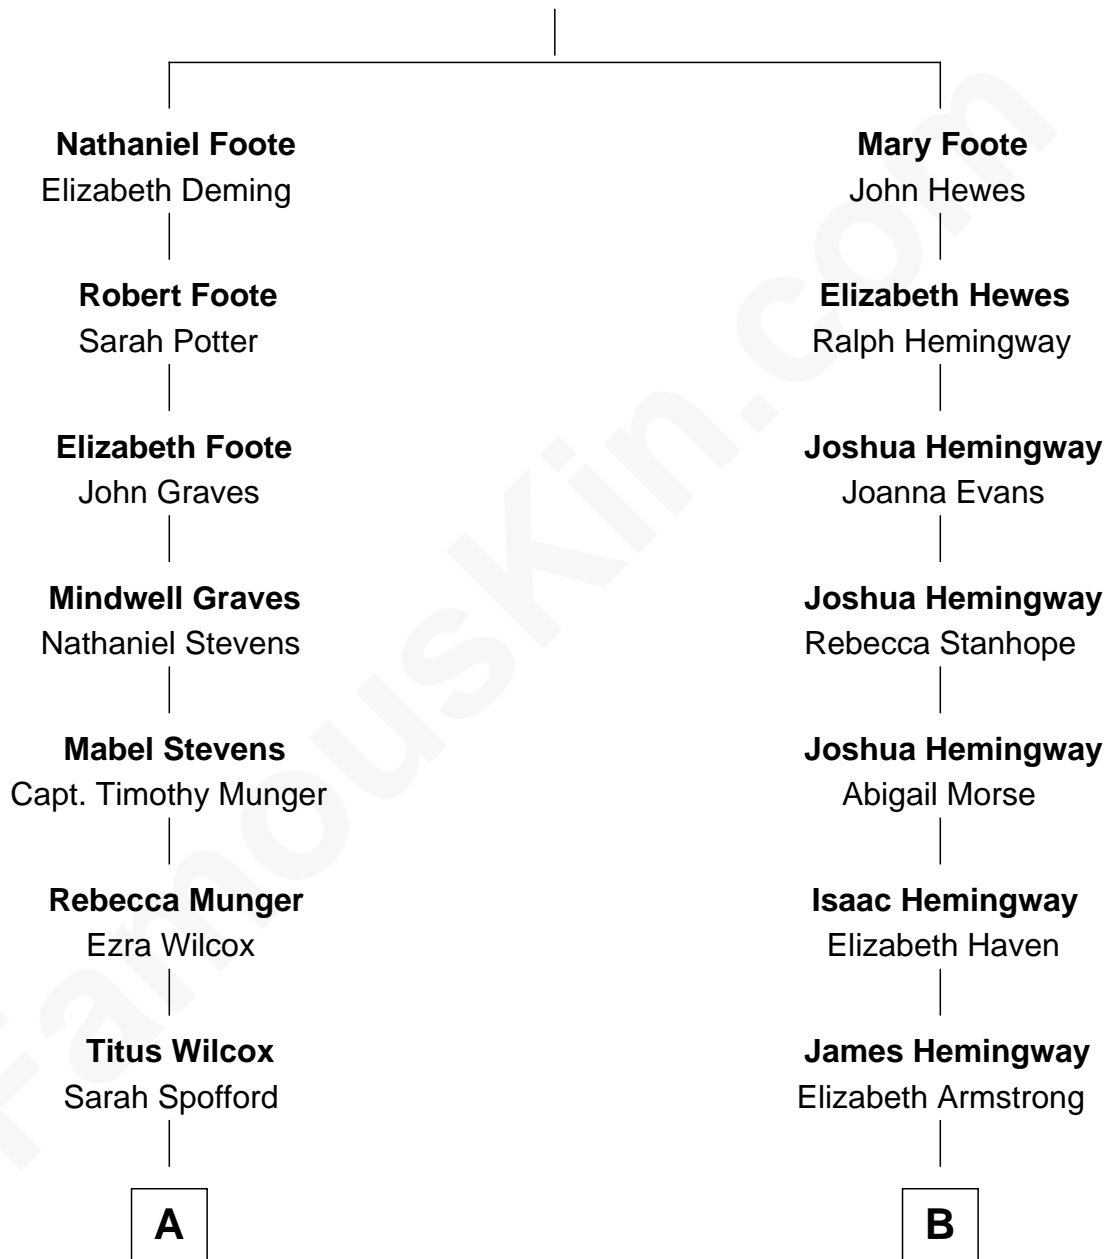 Nathaniel Foote
Elizabeth Deming
Robert Foote
Sarah Potter
Elizabeth Foote
John Graves
Mindwell Graves
Nathaniel Stevens
Mabel Stevens
Capt. Timothy Munger
Rebecca Munger
Ezra Wilcox
Titus Wilcox
Sarah Spofford
A
Mary Foote
John Hewes
Elizabeth Hewes
Ralph Hemingway
Joshua Hemingway
Joanna Evans
Joshua Hemingway
Rebecca Stanhope
Joshua Hemingway
Abigail Morse
Isaac Hemingway
Elizabeth Haven
James Hemingway
Elizabeth Armstrong
B
FamousKin.com